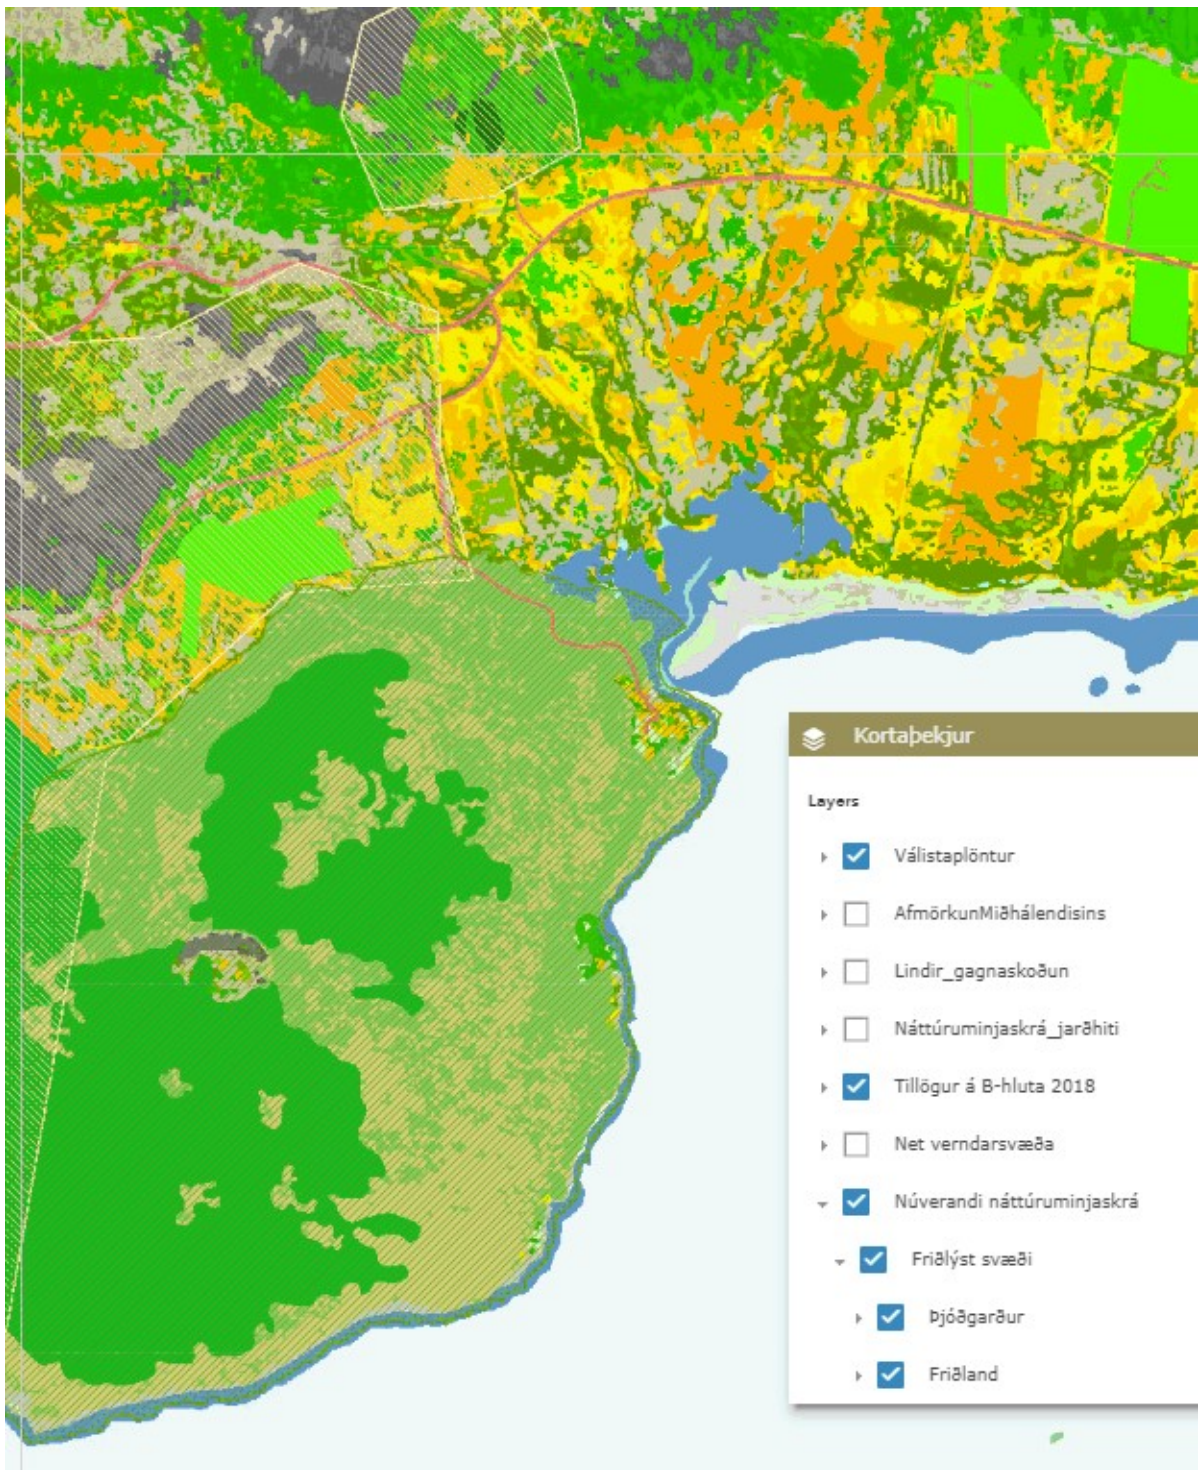 Kortaþekjur
Layers
Válistaplöntur
AfmörkunMiðhálendisins
Lindir_gagnaskoðun
Náttúruminjaskrá_jarðhiti
Tillögur á B-hluta 2018
Net verndarsvæða
Núverandi náttúruminjaskrá
Friðlýst svæði
Þjóðgarður
Friðland